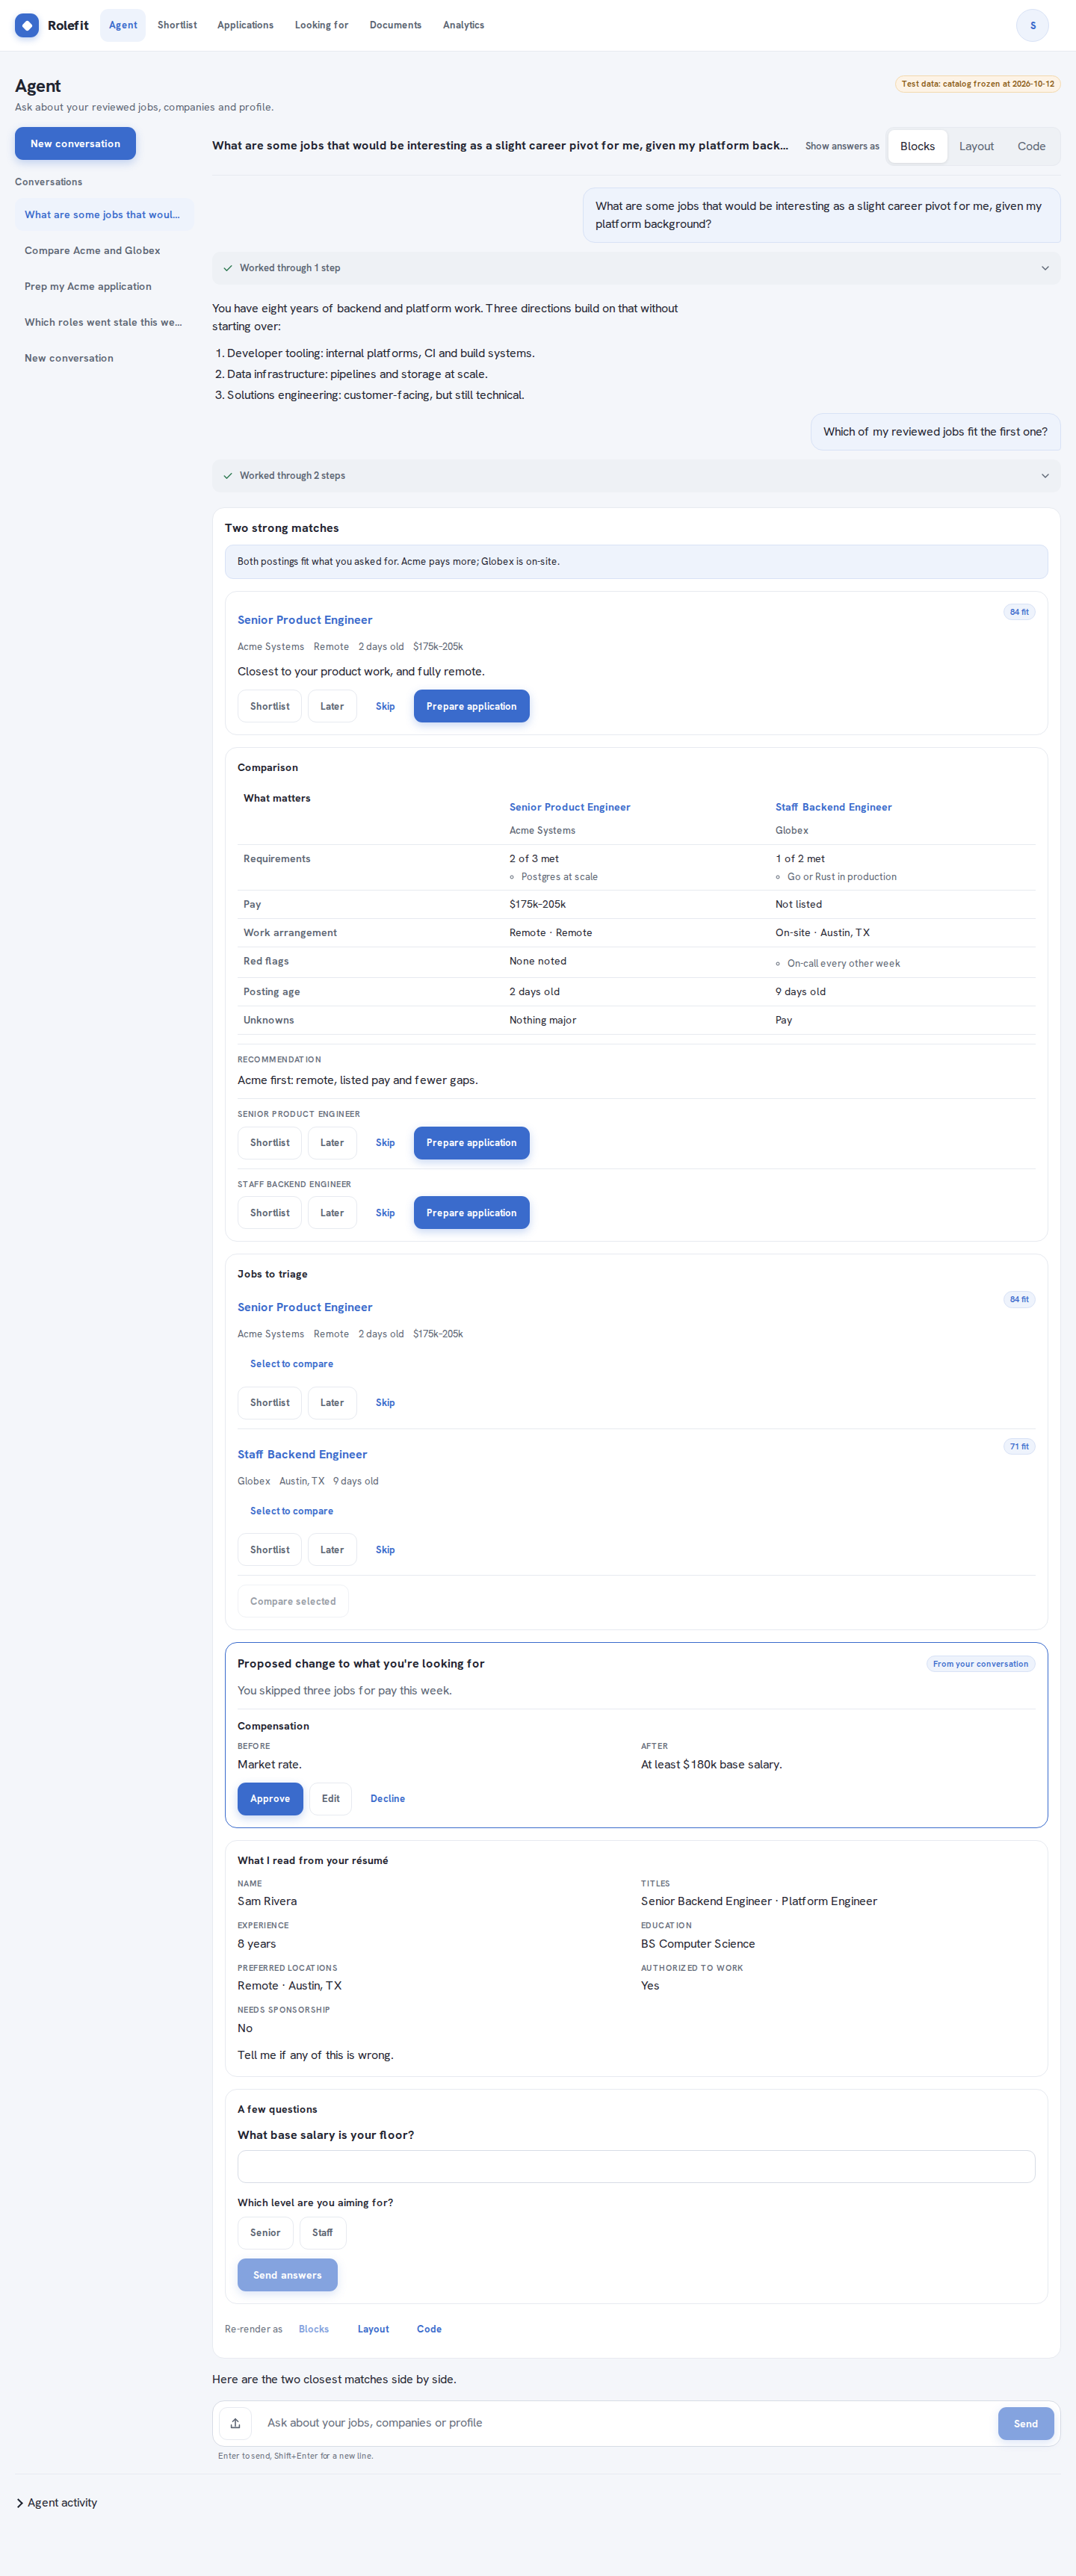 Rolefit
Agent
Shortlist
Applications
Looking for
Documents
Analytics
S
Agent
Ask about your reviewed jobs, companies and profile.
Test data: catalog frozen at 2026-10-12
New conversation
Conversations
What are some jobs that woul...
Compare Acme and Globex
Prep my Acme application
Which roles went stale this we...
New conversation
What are some jobs that would be interesting as a slight career pivot for me, given my platform back...
Show answers as
Blocks
Layout
Code
What are some jobs that would be interesting as a slight career pivot for me, given my
platform background?
Worked through 1 step
You have eight years of backend and platform work. Three directions build on that without
starting over:
1. Developer tooling: internal platforms, CI and build systems.
2. Data infrastructure: pipelines and storage at scale.
3. Solutions engineering: customer-facing, but still technical.
Which of my reviewed jobs fit the first one?
Worked through 2 steps
Two strong matches
Both postings fit what you asked for. Acme pays more; Globex is on-site.
Senior Product Engineer
84 fit
Acme Systems Remote 2 days old $175k–205k
Closest to your product work, and fully remote.
Shortlist Later Skip Prepare application
Comparison
What matters Senior Product Engineer Staff Backend Engineer
Acme Systems Globex
Requirements 2 of 3 met 1 of 2 met
Postgres at scale Go or Rust in production
Pay $175k–205k Not listed
Work arrangement Remote · Remote On-site · Austin, TX
Red flags None noted On-call every other week
Posting age 2 days old 9 days old
Unknowns Nothing major Pay
RECOMMENDATION
Acme first: remote, listed pay and fewer gaps.
SENIOR PRODUCT ENGINEER
Shortlist Later Skip Prepare application
STAFF BACKEND ENGINEER
Shortlist Later Skip Prepare application
Jobs to triage
Senior Product Engineer
84 fit
Acme Systems Remote 2 days old $175k–205k
Select to compare
Shortlist Later Skip
Staff Backend Engineer
71 fit
Globex Austin, TX 9 days old
Select to compare
Shortlist Later Skip
Compare selected
Proposed change to what you're looking for
From your conversation
You skipped three jobs for pay this week.
Compensation
BEFORE AFTER
Market rate. At least $180k base salary.
Approve Edit Decline
What I read from your résumé
NAME TITLES
Sam Rivera Senior Backend Engineer · Platform Engineer
EXPERIENCE EDUCATION
8 years BS Computer Science
PREFERRED LOCATIONS AUTHORIZED TO WORK
Remote · Austin, TX Yes
NEEDS SPONSORSHIP
No
Tell me if any of this is wrong.
A few questions
What base salary is your floor?
Which level are you aiming for?
Senior Staff
Send answers
Re-render as Blocks Layout Code
Here are the two closest matches side by side.
Ask about your jobs, companies or profile
Send
Enter to send, Shift+Enter for a new line.
Agent activity